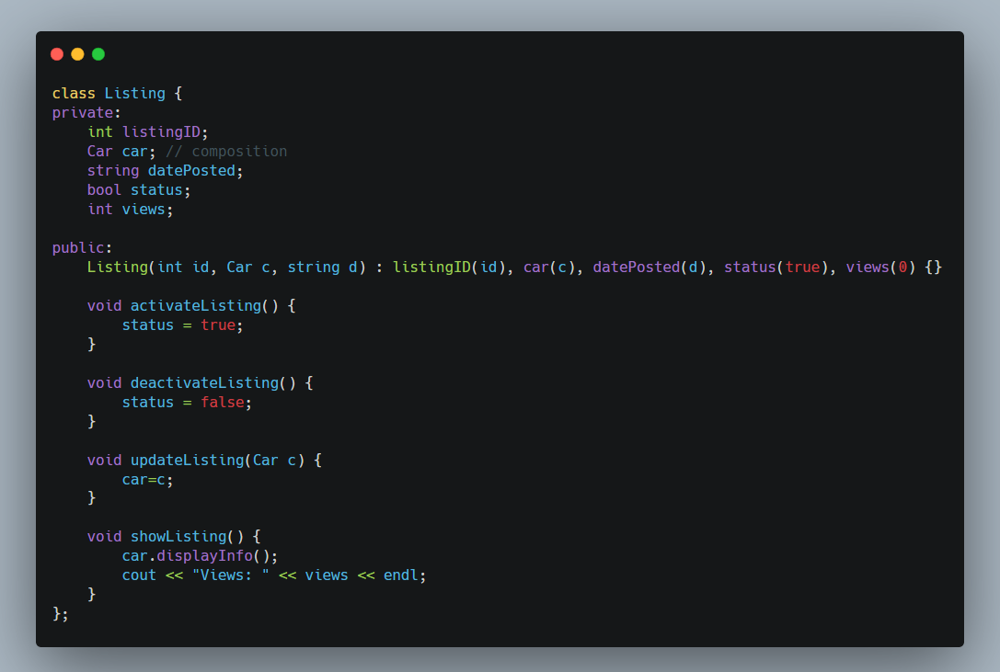 class Listing {
private:
    int listingID;
    Car car; // composition
    string datePosted;
    bool status;
    int views;

public:
    Listing(int id, Car c, string d) : listingID(id), car(c), datePosted(d), status(true), views(0) {}

    void activateListing() {
        status = true;
    }

    void deactivateListing() {
        status = false;
    }

    void updateListing(Car c) {
        car=c;
    }

    void showListing() {
        car.displayInfo();
        cout << "Views: " << views << endl;
    }
};